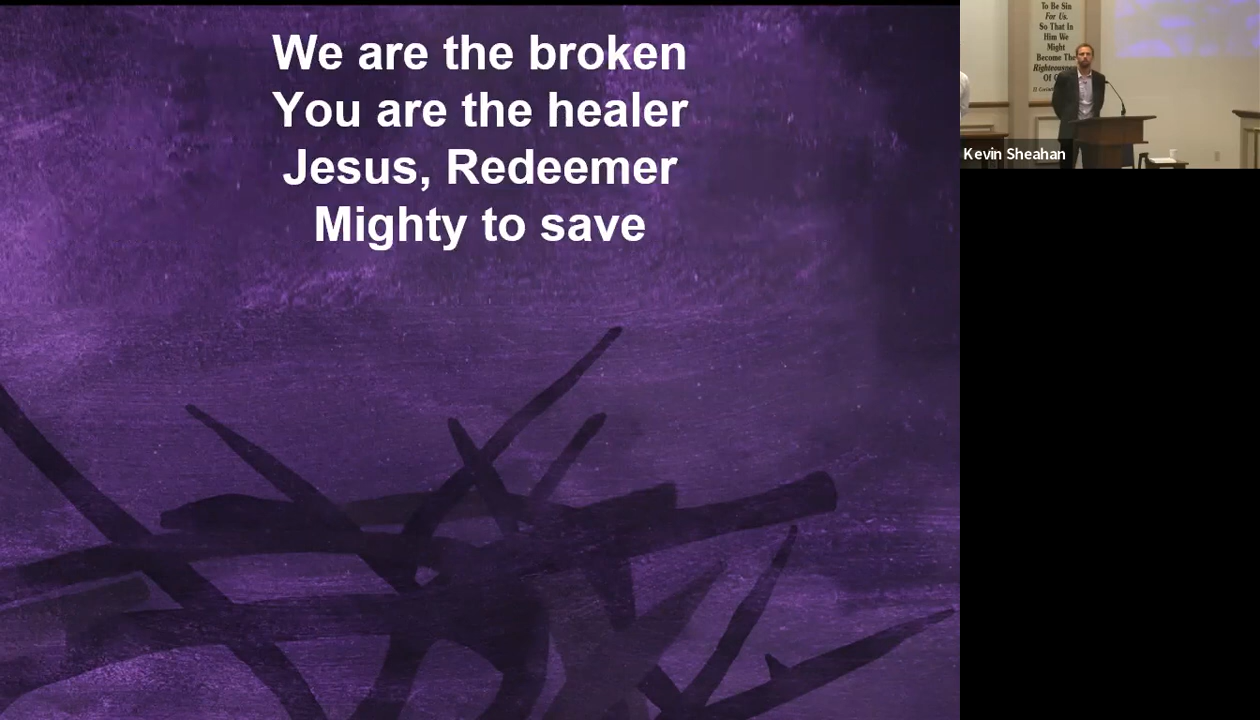 We are the broken
You are the healer
Jesus, Redeemer
Mighty to save
To Be Sin
For Us.
So That In
Him We
Might
Become The
Of
Kevin Sheahan